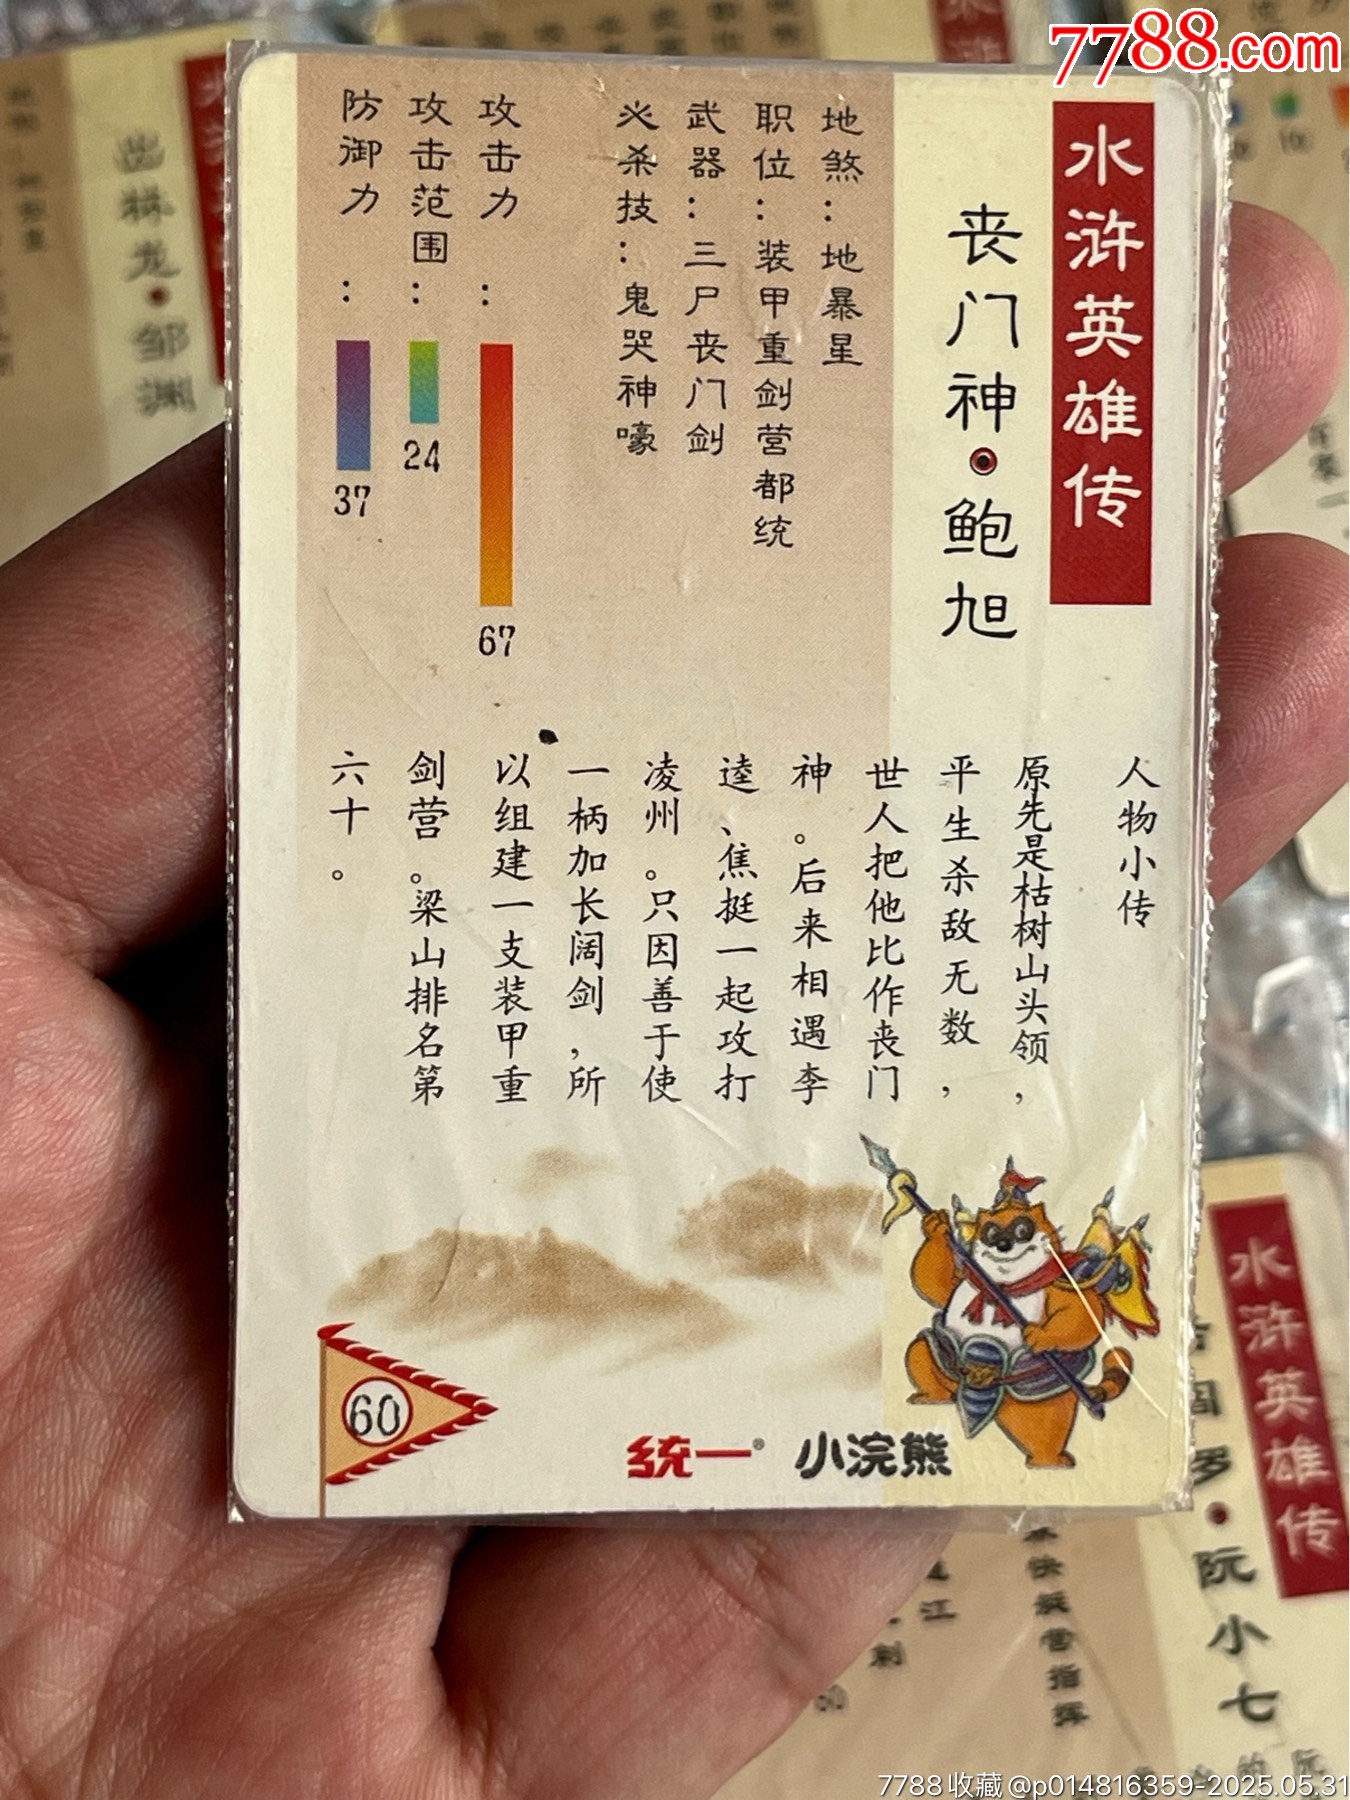 7788.com
水浒英雄传
丧门神·鲍旭
地煞：地暴星
职位：装甲重剑营都统
武器：三尸丧门剑
必杀技：鬼哭神嚎
攻击力：67
攻击范围：24
防御力：37
人物小传
原先是枯树山头领，
平生杀敌无数，
世人把他比作丧门
神。后来相遇李
逵、焦挺一起攻打
凌州。只因善于使
一柄加长阔剑，所
以组建一支装甲重
剑营。梁山排名第
六十。
60
统一® 小浣熊
出林龙·邹渊
水浒英雄传
阮小七
7788收藏@p014816359-2025.05.31